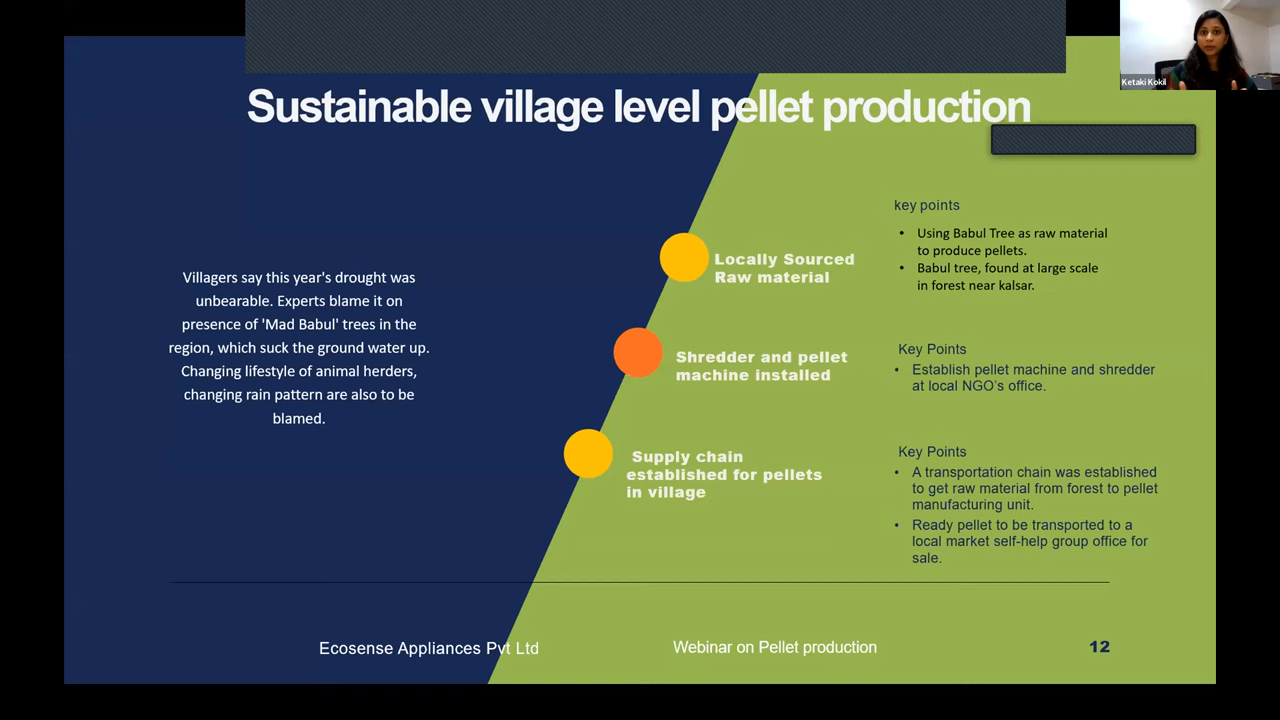 Ketaki Kokil
Sustainable village level pellet production
Villagers say this year's drought was
unbearable. Experts blame it on
presence of 'Mad Babul' trees in the
region, which suck the ground water up.
Changing lifestyle of animal herders,
changing rain pattern are also to be
blamed.
Locally Sourced
Raw material
key points
• Using Babul Tree as raw material
to produce pellets.
• Babul tree, found at large scale
in forest near kalsar.
Shredder and pellet
machine installed
Key Points
• Establish pellet machine and shredder
at local NGO's office.
Supply chain
established for pellets
in village
Key Points
• A transportation chain was established
to get raw material from forest to pellet
manufacturing unit.
• Ready pellet to be transported to a
local market self-help group office for
sale.
Ecosense Appliances Pvt Ltd
Webinar on Pellet production
12